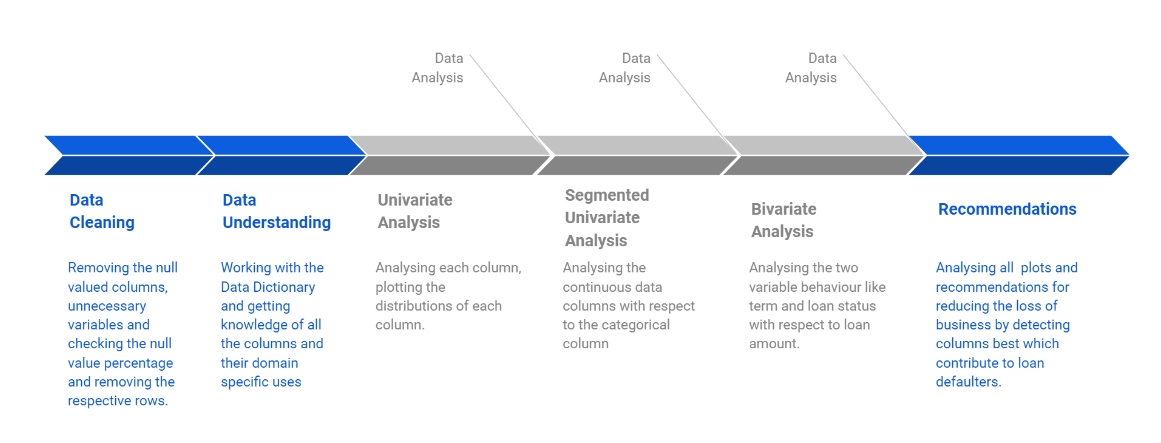 Data
Analysis
Data
Analysis
Data
Analysis
Data
Cleaning
Removing the null
valued columns,
unnecessary
variables and
checking the null
value percentage
and removing the
respective rows.
Data
Understanding
Working with the
Data Dictionary
and getting
knowledge of all
the columns and
their domain
specific uses
Univariate
Analysis
Analysing each column,
plotting the
distributions of each
column.
Segmented
Univariate
Analysis
Analysing the
continuous data
columns with respect
to the categorical
column
Bivariate
Analysis
Analysing the two
variable behaviour like
term and loan status
with respect to loan
amount.
Recommendations
Analysing all  plots and
recommendations for
reducing the loss of
business by detecting
columns best which
contribute to loan
defaulters.